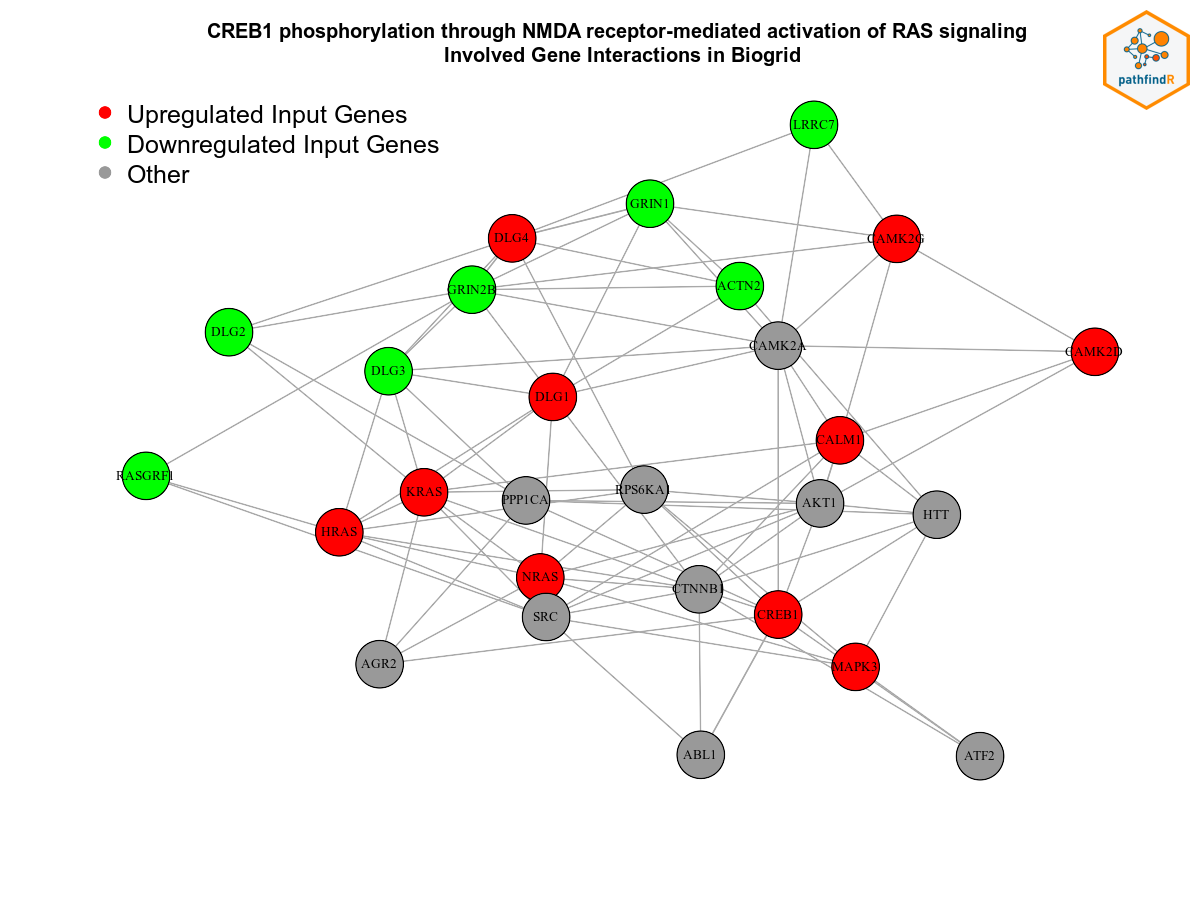 CREB1 phosphorylation through NMDA receptor-mediated activation of RAS signaling
Involved Gene Interactions in Biogrid
pathfindR
Upregulated Input Genes
Downregulated Input Genes
Other
LRRC7
GRIN1
DLG4
CAMK2G
GRIN2B
ACTN2
DLG2
CAMK2A
CAMK2D
DLG3
DLG1
CALM1
RASGRF1
KRAS
PPP1CA
RPS6KA1
AKT1
HTT
HRAS
NRAS
CTNNB1
SRC
CREB1
AGR2
MAPK3
ABL1
ATF2